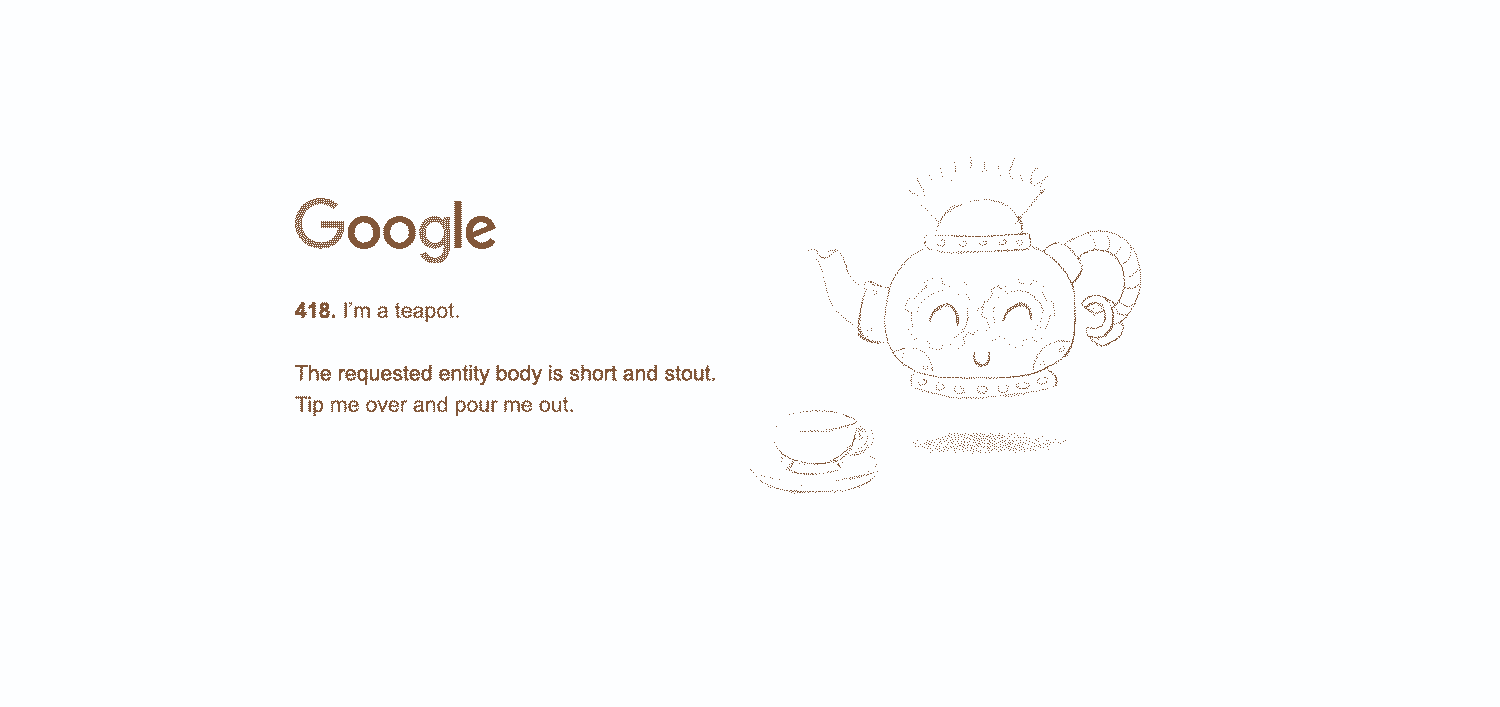 Google
418. I’m a teapot.
The requested entity body is short and stout.
Tip me over and pour me out.